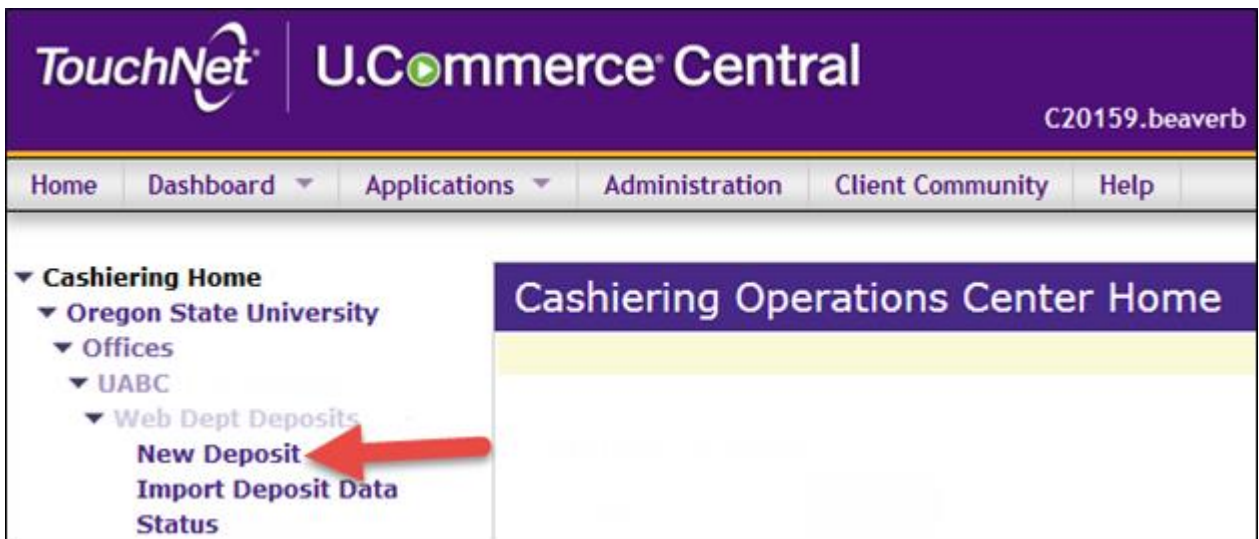 TouchNet U.Commerce Central
C20159.beaverb
Home Dashboard Applications Administration Client Community Help
Cashiering Home
Oregon State University
Offices
UABC
Web Dept Deposits
New Deposit
Import Deposit Data
Status
Cashiering Operations Center Home